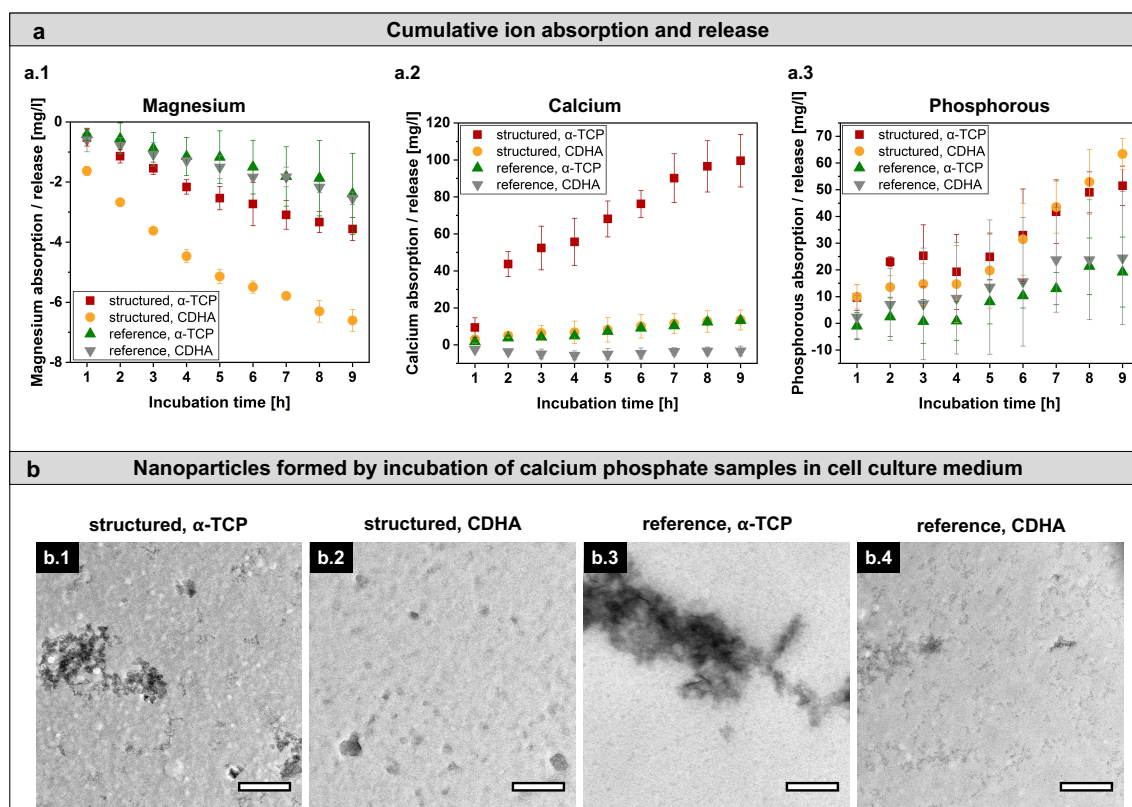 a
Cumulative ion absorption and release
a.1
Magnesium
Magnesium absorption / release [mg/l]
0
-2
-4
-6
-8
structured, α-TCP
structured, CDHA
reference, α-TCP
reference, CDHA
1 2 3 4 5 6 7 8 9
Incubation time [h]
a.2
Calcium
Calcium absorption / release [mg/l]
120
100
80
60
40
20
0
structured, α-TCP
structured, CDHA
reference, α-TCP
reference, CDHA
1 2 3 4 5 6 7 8 9
Incubation time [h]
a.3
Phosphorous
Phosphorous absorption / release [mg/l]
70
60
50
40
30
20
10
0
-10
structured, α-TCP
structured, CDHA
reference, α-TCP
reference, CDHA
1 2 3 4 5 6 7 8 9
Incubation time [h]
b
Nanoparticles formed by incubation of calcium phosphate samples in cell culture medium
structured, α-TCP
b.1
structured, CDHA
b.2
reference, α-TCP
b.3
reference, CDHA
b.4